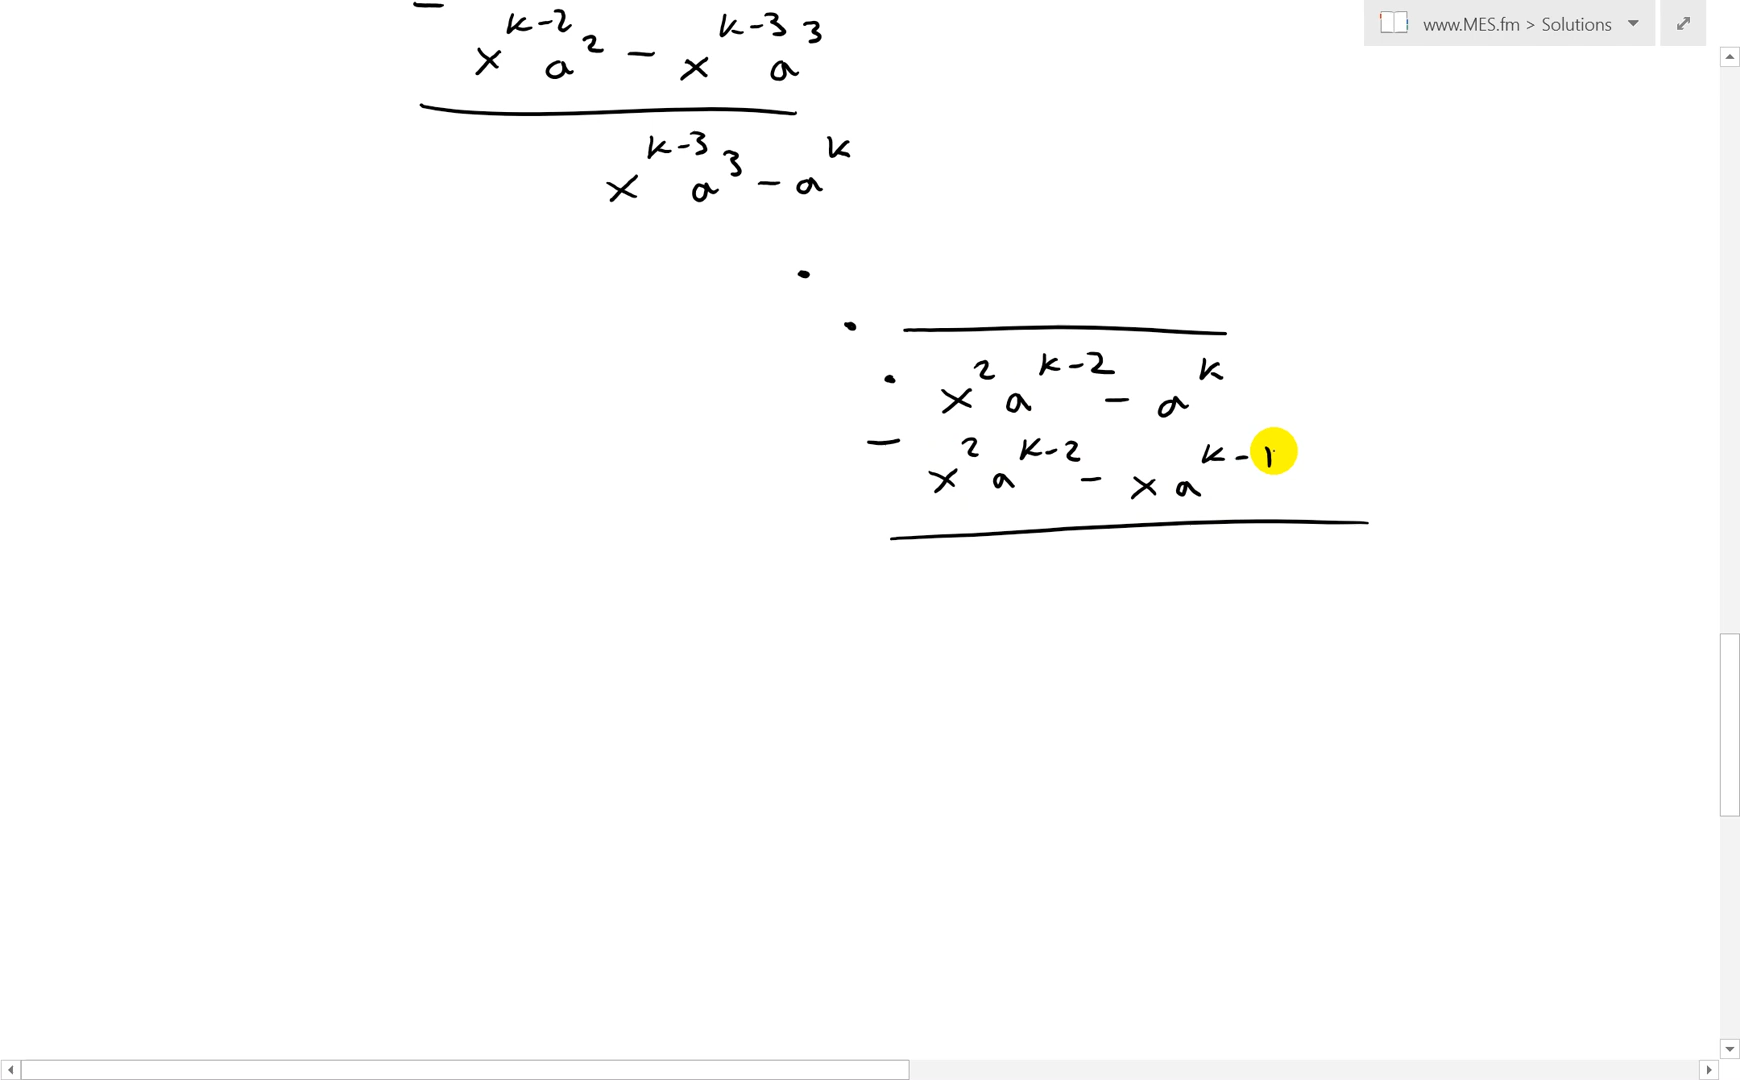 www.MES.fm > Solutions
− x^{k-2} a^2 − x^{k-3} a^3
x^{k-3} a^3 − a^k
x^2 a^{k-2} − a^k
− x^2 a^{k-2} − x a^{k-1}